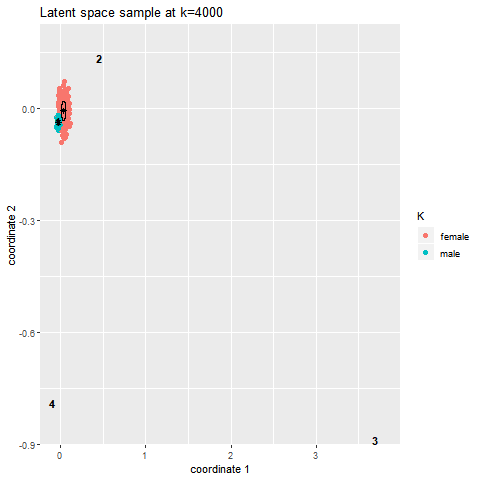 Latent space sample at k=4000
2
0.0
-0.3
-0.6
-0.9
coordinate 2
4
3
0
1
2
3
coordinate 1
K
female
male